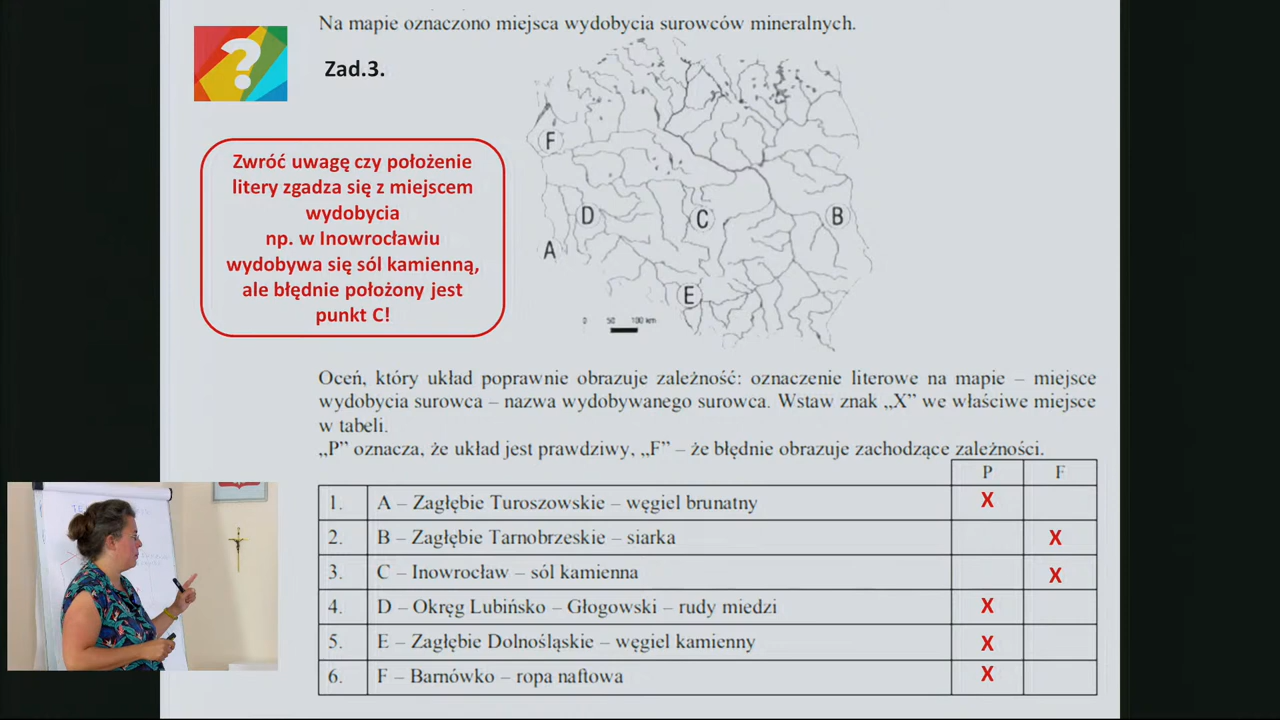 Na mapie oznaczono miejsca wydobycia surowców mineralnych.
Zad.3.
Zwróć uwagę czy położenie
litery zgadza się z miejscem
wydobycia
np. w Inowrocławiu
wydobywa się sól kamienną,
ale błędnie położony jest
punkt C!
F
D
C
B
A
E
0 50 100 km
Oceń, który układ poprawnie obrazuje zależność: oznaczenie literowe na mapie – miejsce
wydobycia surowca – nazwa wydobywanego surowca. Wstaw znak „X” we właściwe miejsce
w tabeli.
„P” oznacza, że układ jest prawdziwy, „F” – że błędnie obrazuje zachodzące zależności.
P F
1. A – Zagłębie Turoszowskie – węgiel brunatny X
2. B – Zagłębie Tarnobrzeskie – siarka X
3. C – Inowrocław – sól kamienna X
4. D – Okręg Lubińsko – Głogowski – rudy miedzi X
5. E – Zagłębie Dolnośląskie – węgiel kamienny X
6. F – Barnówko – ropa naftowa X